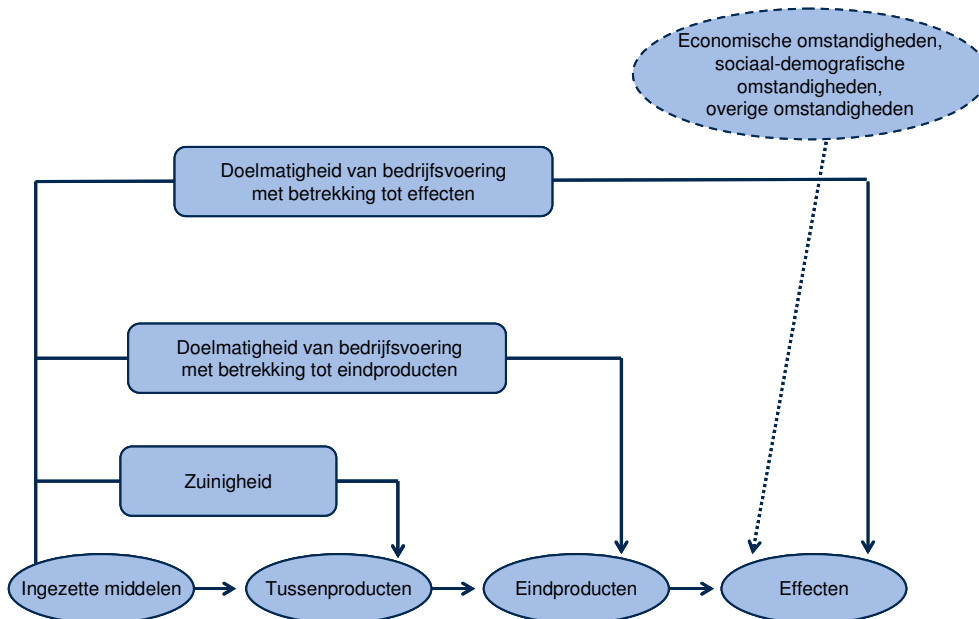 Economische omstandigheden,
sociaal-demografische
omstandigheden,
overige omstandigheden
Doelmatigheid van bedrijfsvoering
met betrekking tot effecten
Doelmatigheid van bedrijfsvoering
met betrekking tot eindproducten
Zuinigheid
Ingezette middelen
Tussenproducten
Eindproducten
Effecten